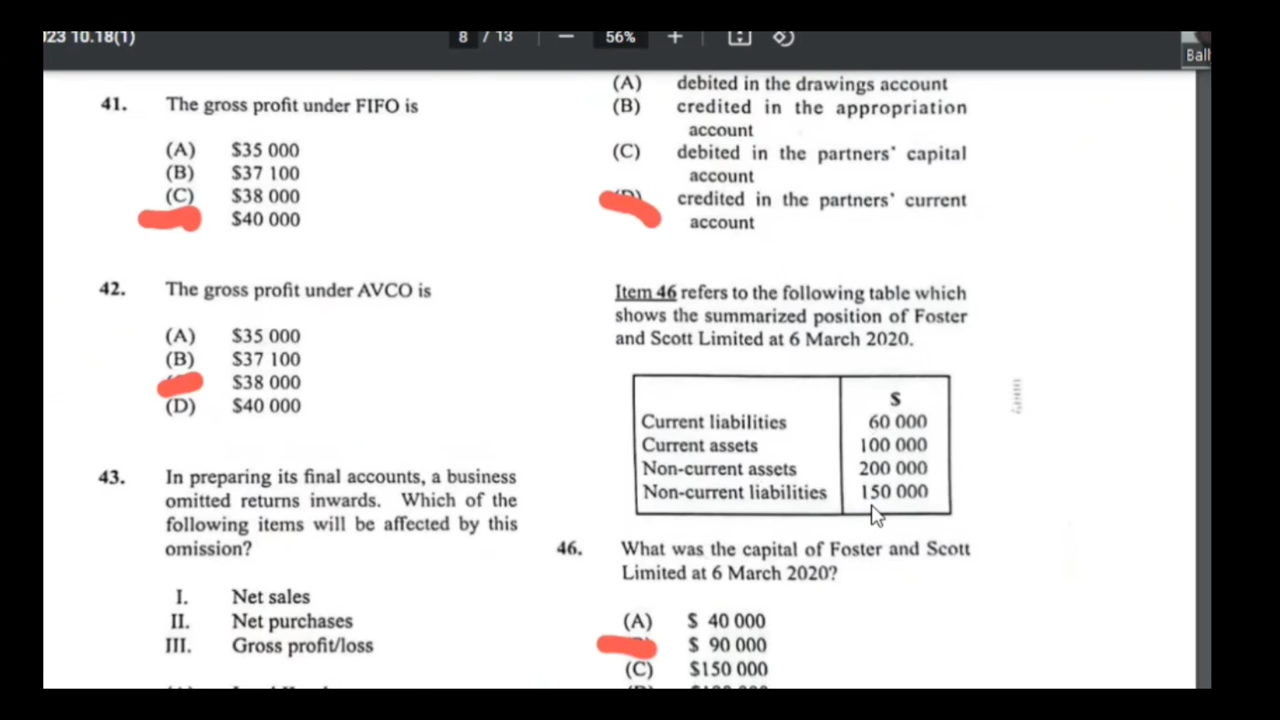 023 10.18(1)
8 / 13
56%
Ball
41. The gross profit under FIFO is
(A) $35 000
(B) $37 100
(C) $38 000
$40 000
42. The gross profit under AVCO is
(A) $35 000
(B) $37 100
$38 000
(D) $40 000
43. In preparing its final accounts, a business
omitted returns inwards. Which of the
following items will be affected by this
omission?
I. Net sales
II. Net purchases
III. Gross profit/loss
(A) debited in the drawings account
(B) credited in the appropriation
account
(C) debited in the partners' capital
account
(D) credited in the partners' current
account
Item 46 refers to the following table which
shows the summarized position of Foster
and Scott Limited at 6 March 2020.
$
Current liabilities 60 000
Current assets 100 000
Non-current assets 200 000
Non-current liabilities 150 000
46. What was the capital of Foster and Scott
Limited at 6 March 2020?
(A) $ 40 000
$ 90 000
(C) $150 000